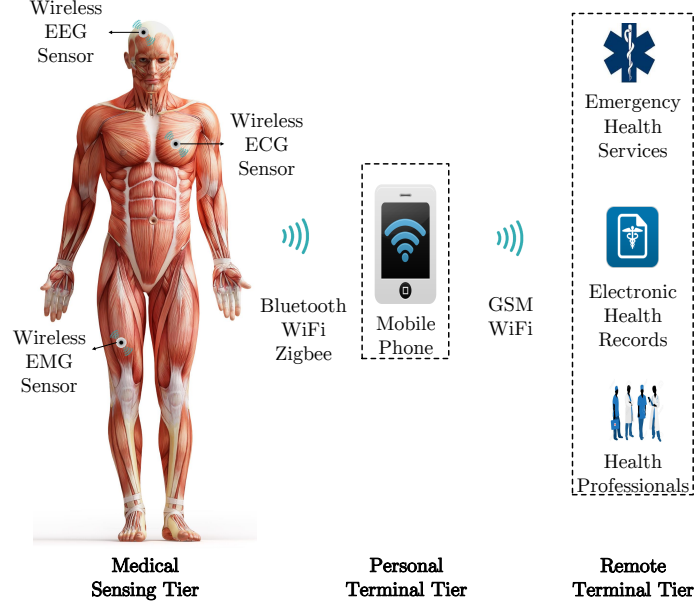 Wireless
EEG
Sensor
Wireless
ECG
Sensor
Wireless
EMG
Sensor
Bluetooth
WiFi
Zigbee
Mobile
Phone
GSM
WiFi
Emergency
Health
Services
Electronic
Health
Records
Health
Professionals
Medical
Sensing Tier
Personal
Terminal Tier
Remote
Terminal Tier